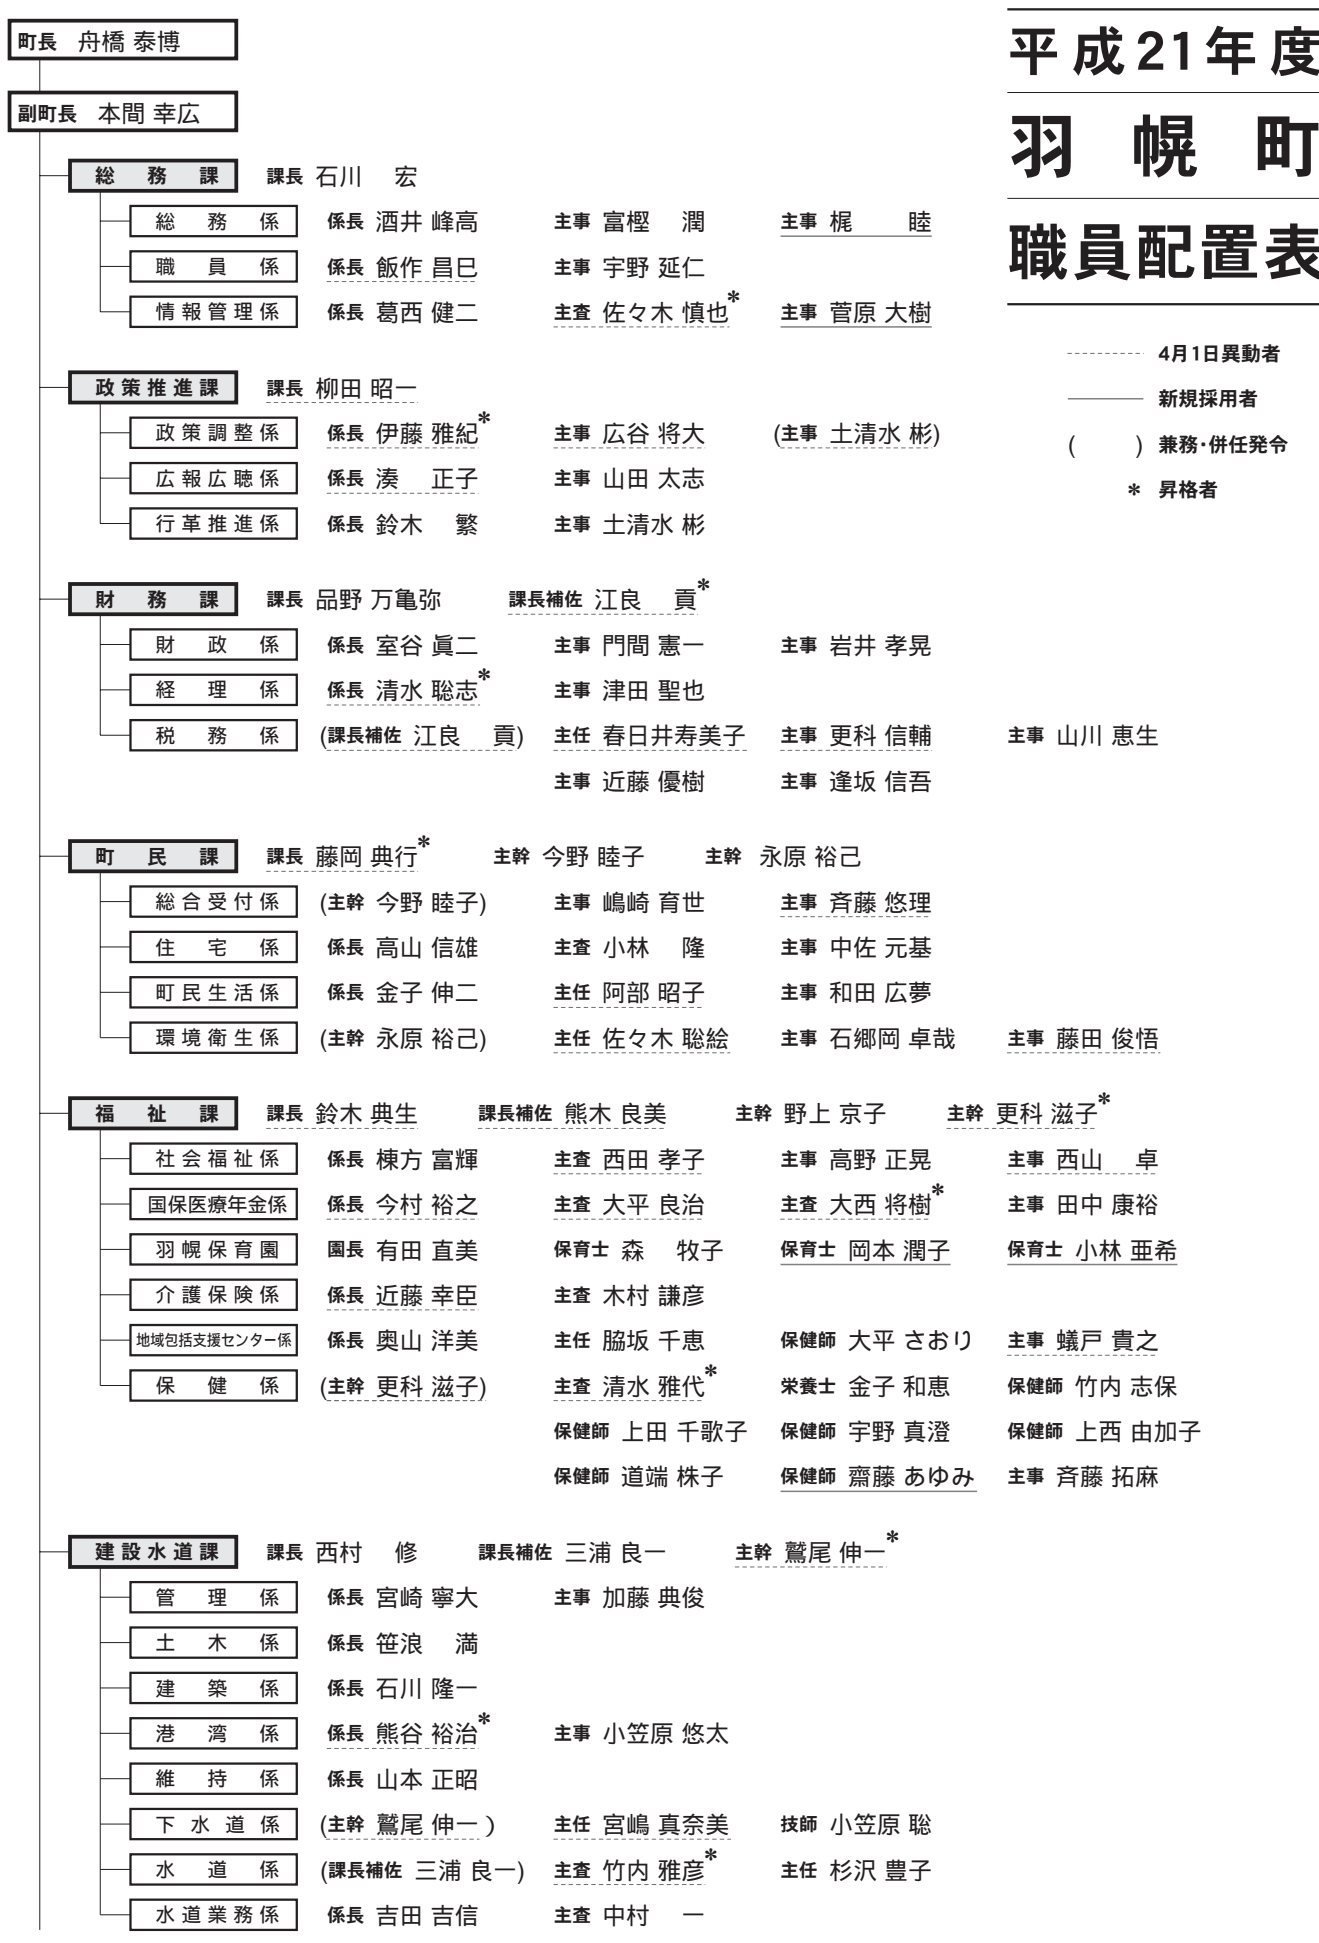 平成21年度
羽幌町
職員配置表
4月1日異動者
新規採用者
( ) 兼務・併任発令
* 昇格者
町長 舟橋 泰博
副町長 本間 幸広
総務課 課長 石川 宏
総務係 係長 酒井 峰高 主事 富樫 潤 主事 梶 睦
職員係 係長 飯作 昌巳 主事 宇野 延仁
情報管理係 係長 葛西 健二 主査 佐々木 慎也* 主事 菅原 大樹
政策推進課 課長 柳田 昭一
政策調整係 係長 伊藤 雅紀* 主事 広谷 将大 (主事 土清水 彬)
広報広聴係 係長 湊 正子 主事 山田 太志
行革推進係 係長 鈴木 繁 主事 土清水 彬
財務課 課長 品野 万亀弥 課長補佐 江良 貢*
財政係 係長 室谷 眞二 主事 門間 憲一 主事 岩井 孝晃
経理係 係長 清水 聡志* 主事 津田 聖也
税務係 (課長補佐 江良 貢) 主任 春日井寿美子 主事 更科 信輔 主事 山川 恵生
主事 近藤 優樹 主事 逢坂 信吾
町民課 課長 藤岡 典行* 主幹 今野 睦子 主幹 永原 裕己
総合受付係 (主幹 今野 睦子) 主事 嶋崎 育世 主事 斉藤 悠理
住宅係 係長 高山 信雄 主査 小林 隆 主事 中佐 元基
町民生活係 係長 金子 伸二 主任 阿部 昭子 主事 和田 広夢
環境衛生係 (主幹 永原 裕己) 主任 佐々木 聡絵 主事 石郷岡 卓哉 主事 藤田 俊悟
福祉課 課長 鈴木 典生 課長補佐 熊木 良美 主幹 野上 京子 主幹 更科 滋子*
社会福祉係 係長 棟方 富輝 主査 西田 孝子 主事 高野 正晃 主事 西山 卓
国保医療年金係 係長 今村 裕之 主査 大平 良治 主査 大西 将樹* 主事 田中 康裕
羽幌保育園 園長 有田 直美 保育士 森 牧子 保育士 岡本 潤子 保育士 小林 亜希
介護保険係 係長 近藤 幸臣 主査 木村 謙彦
地域包括支援センター係 係長 奥山 洋美 主任 脇坂 千恵 保健師 大平 さおり 主事 蟻戸 貴之
保健係 (主幹 更科 滋子) 主査 清水 雅代* 栄養士 金子 和恵 保健師 竹内 志保
保健師 上田 千歌子 保健師 宇野 真澄 保健師 上西 由加子
保健師 道端 株子 保健師 齋藤 あゆみ 主事 斉藤 拓麻
建設水道課 課長 西村 修 課長補佐 三浦 良一 主幹 鷲尾 伸一*
管理係 係長 宮崎 寧大 主事 加藤 典俊
土木係 係長 笹浪 満
建築係 係長 石川 隆一
港湾係 係長 熊谷 裕治* 主事 小笠原 悠太
維持係 係長 山本 正昭
下水道係 (主幹 鷲尾 伸一) 主任 宮嶋 真奈美 技師 小笠原 聡
水道係 (課長補佐 三浦 良一) 主査 竹内 雅彦* 主任 杉沢 豊子
水道業務係 係長 吉田 吉信 主査 中村 一